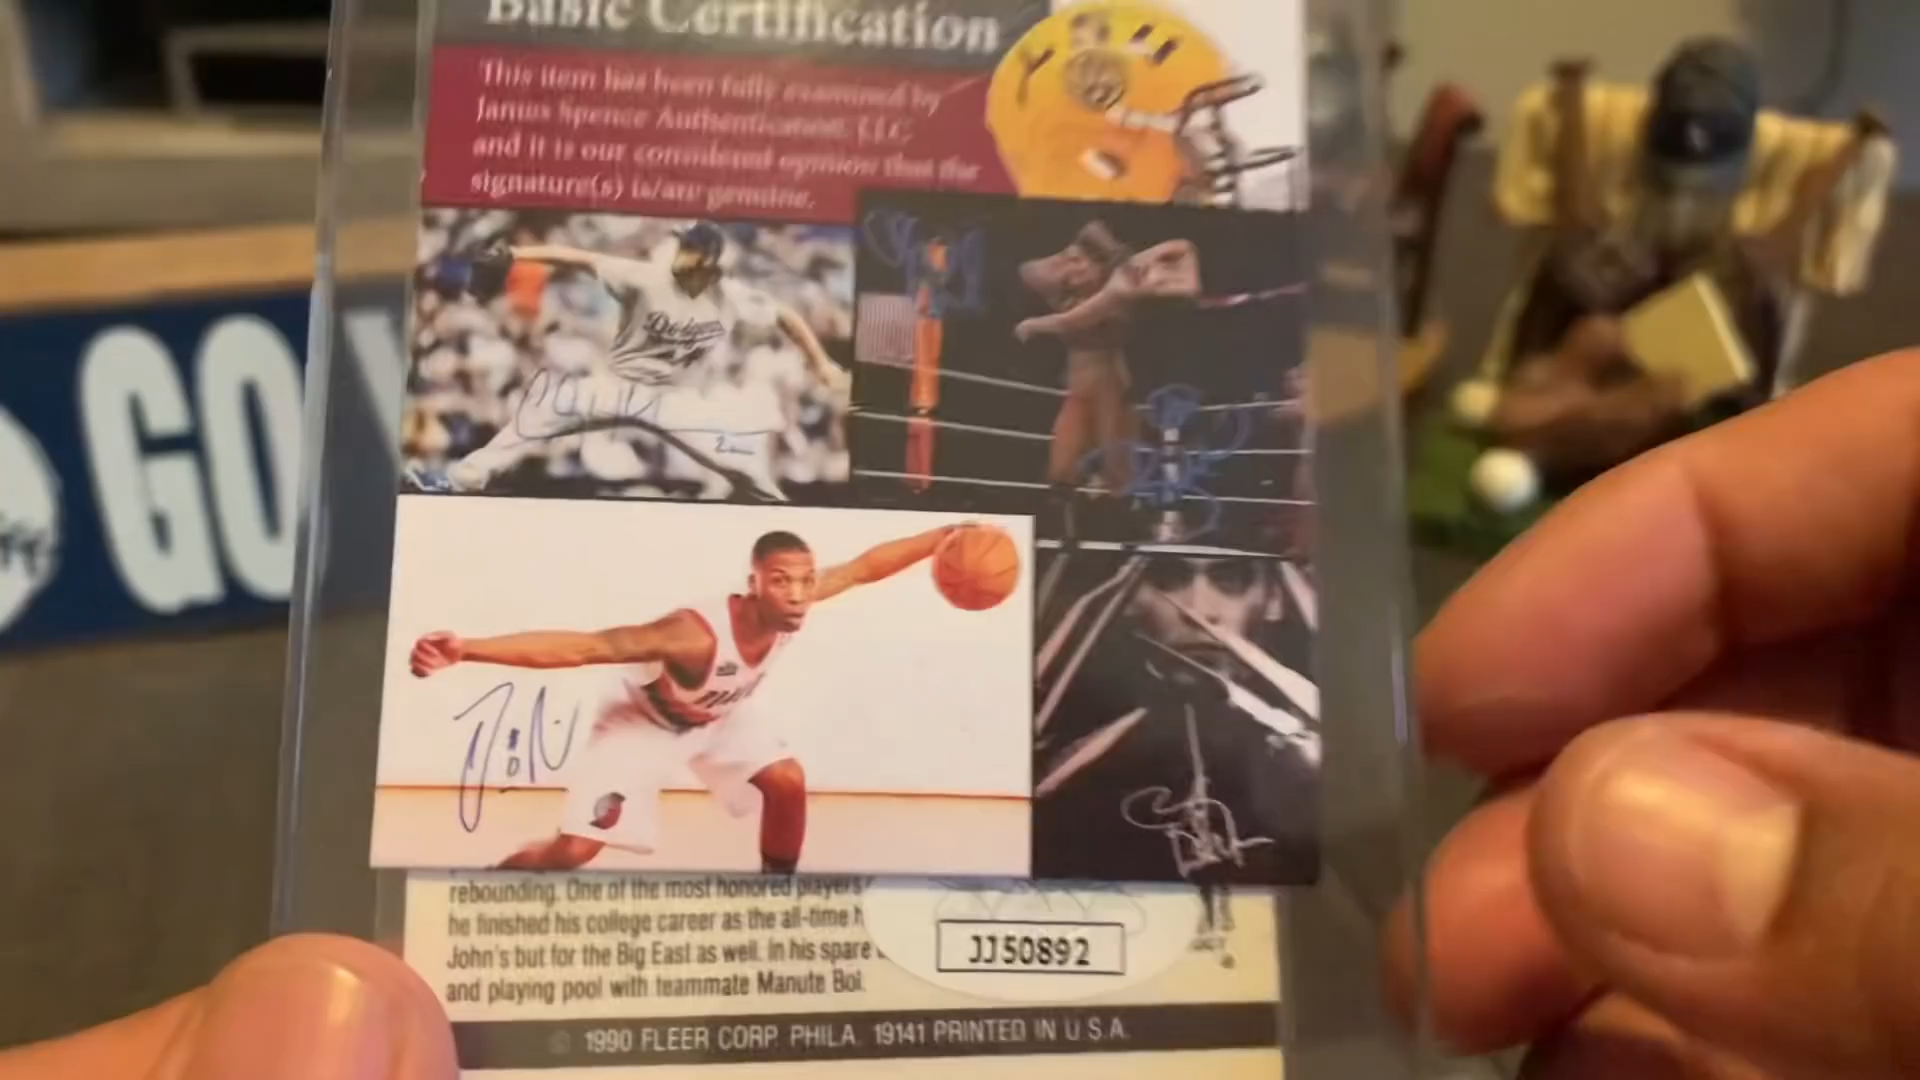 Basic Certification
This item has been fully examined by
James Spence Authentication, LLC
and it is our considered opinion that the
signature(s) is/are genuine.
LSU
Dodgers
GO
rebounding. One of the most honored players
he finished his college career as the all-time
John's but for the Big East as well. In his spare
and playing pool with teammate Manute Bol.
JJ50892
© 1990 FLEER CORP. PHILA. 19141 PRINTED IN U.S.A.